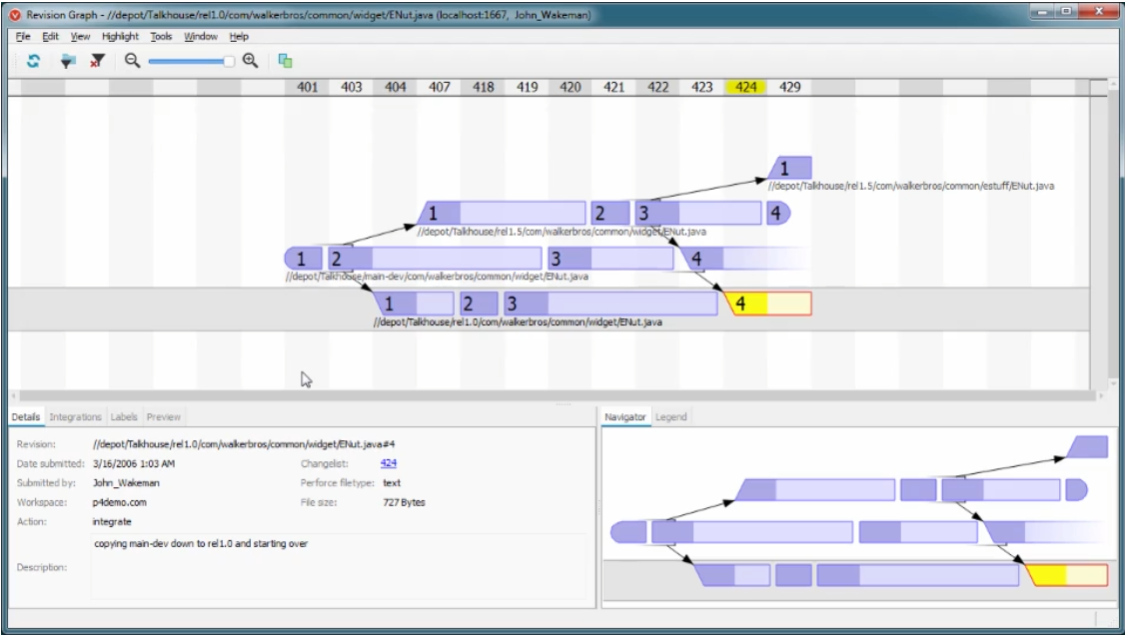 Revision Graph - //depot/Talkhouse/rel1.0/com/walkerbros/common/widget/ENut.java (localhost:1667, John_Wakeman)
File Edit View Highlight Tools Window Help
401 403 404 407 418 419 420 421 422 423 424 429
1
//depot/Talkhouse/rel1.5/com/walkerbros/common/estuff/ENut.java
1 2 3 4
//depot/Talkhouse/rel1.5/com/walkerbros/common/widget/ENut.java
1 2 3 4
//depot/Talkhouse/main-dev/com/walkerbros/common/widget/ENut.java
1 2 3 4
//depot/Talkhouse/rel1.0/com/walkerbros/common/widget/ENut.java
Details Integrations Labels Preview
Revision: //depot/Talkhouse/rel1.0/com/walkerbros/common/widget/ENut.java#4
Date submitted: 3/16/2006 1:03 AM Changelist: 424
Submitted by: John_Wakeman Perforce filetype: text
Workspace: p4demo.com File size: 727 Bytes
Action: integrate
copying main-dev down to rel1.0 and starting over
Description:
Navigator Legend